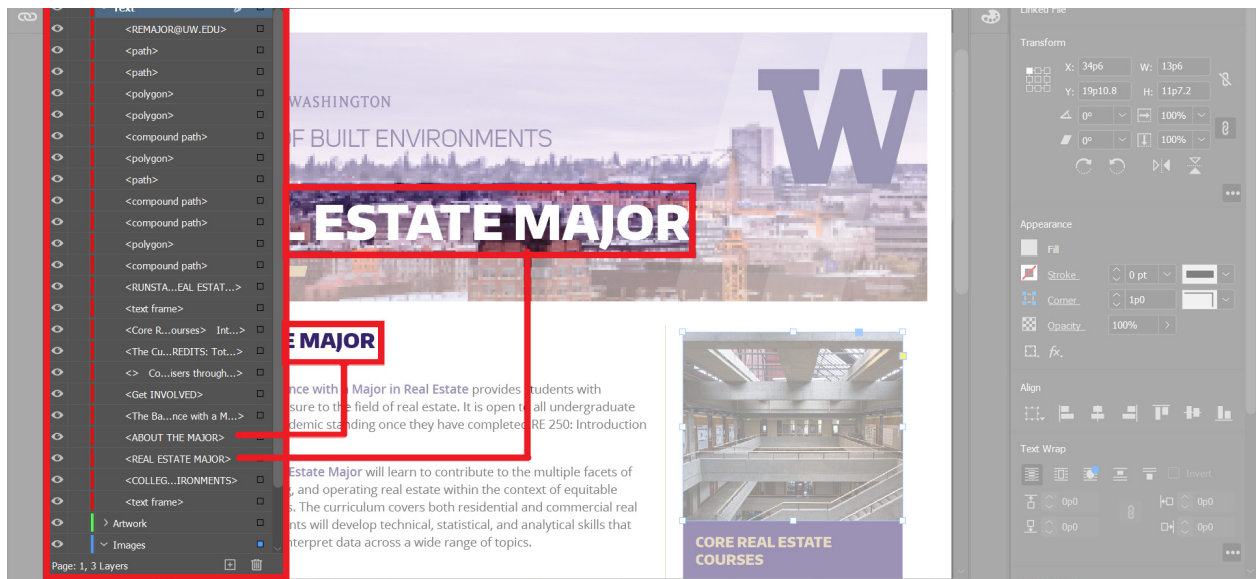 Text
<REMAJOR@UW.EDU>
<path>
<path>
<polygon>
<polygon>
<compound path>
<polygon>
<path>
<compound path>
<compound path>
<polygon>
<compound path>
<RUNSTA...EAL ESTAT...>
<text frame>
<Core R...ourses> Int...>
<The Cu...REDITS: Tot...>
<> Co...isers through...>
<Get INVOLVED>
<The Ba...nce with a M...>
<ABOUT THE MAJOR>
<REAL ESTATE MAJOR>
<COLLEG...IRONMENTS>
<text frame>
Artwork
Images
Page: 1, 3 Layers
WASHINGTON
OF BUILT ENVIRONMENTS
W
L ESTATE MAJOR
E MAJOR
nce with a Major in Real Estate provides students with
sure to the field of real estate. It is open to all undergraduate
demic standing once they have completed RE 250: Introduction
Estate Major will learn to contribute to the multiple facets of
, and operating real estate within the context of equitable
s. The curriculum covers both residential and commercial real
nts will develop technical, statistical, and analytical skills that
nterpret data across a wide range of topics.
CORE REAL ESTATE
COURSES
Linked File
Transform
X: 34p6 W: 13p6
Y: 19p10.8 H: 11p7.2
0° 100%
0° 100%
Appearance
Fill
Stroke 0 pt
Corner 1p0
Opacity 100%
fx.
Align
Text Wrap
Invert
0p0 0p0
0p0 0p0